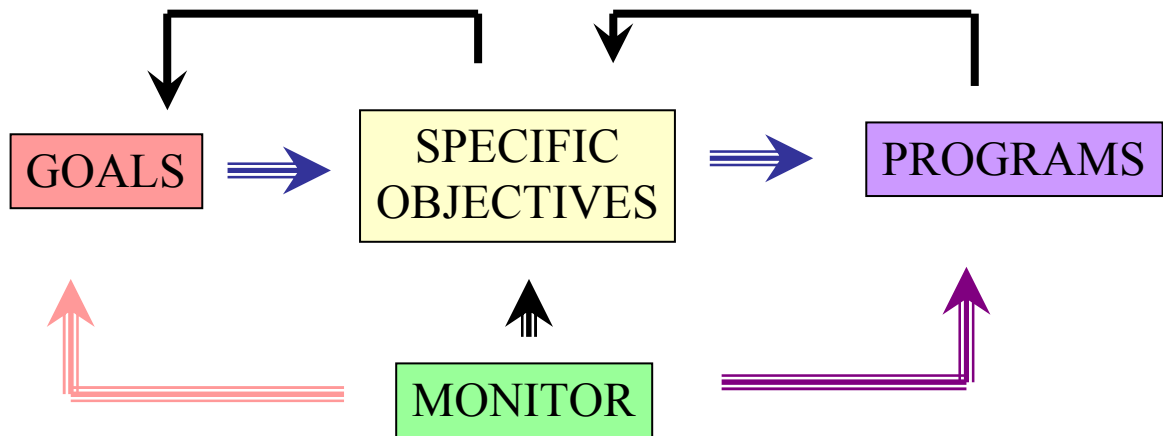 GOALS
SPECIFIC
OBJECTIVES
PROGRAMS
MONITOR